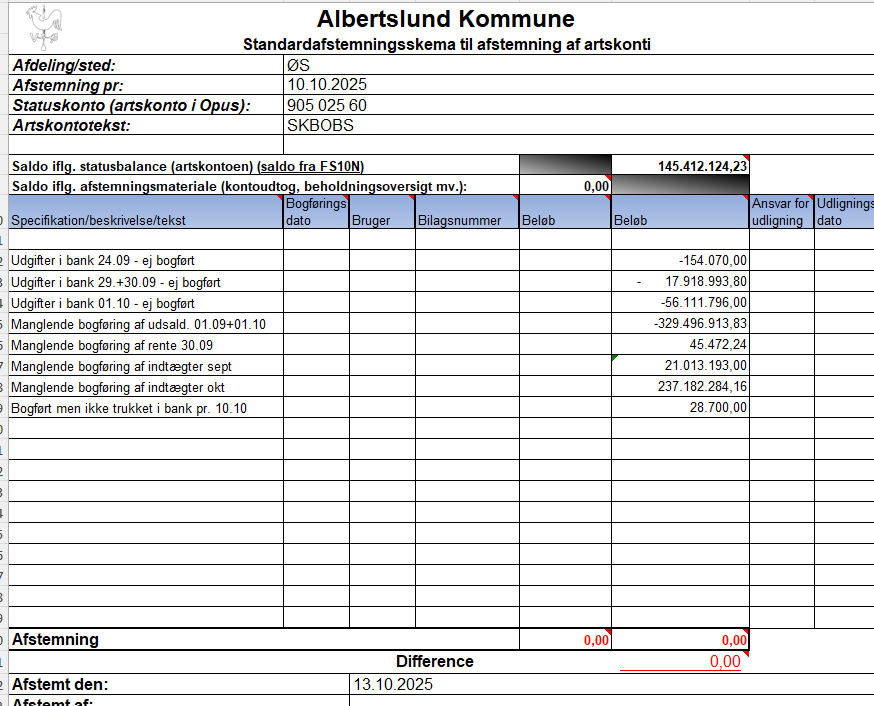 Albertslund Kommune
Standardafstemningsskema til afstemning af artskonti
Afdeling/sted: ØS
Afstemning pr: 10.10.2025
Statuskonto (artskonto i Opus): 905 025 60
Artskontotekst: SKBOBS
Saldo iflg. statusbalance (artskontoen) (saldo fra FS10N) 145.412.124,23
Saldo iflg. afstemningsmateriale (kontoudtog, beholdningsoversigt mv.): 0,00
Specifikation/beskrivelse/tekst Bogførings dato Bruger Bilagsnummer Beløb Beløb Ansvar for udligning Udlignings dato
Udgifter i bank 24.09 - ej bogført -154.070,00
Udgifter i bank 29.+30.09 - ej bogført - 17.918.993,80
Udgifter i bank 01.10 - ej bogført -56.111.796,00
Manglende bogføring af udsald. 01.09+01.10 -329.496.913,83
Manglende bogføring af rente 30.09 45.472,24
Manglende bogføring af indtægter sept 21.013.193,00
Manglende bogføring af indtægter okt 237.182.284,16
Bogført men ikke trukket i bank pr. 10.10 28.700,00
Afstemning 0,00 0,00
Difference 0,00
Afstemt den: 13.10.2025
Afstemt af: